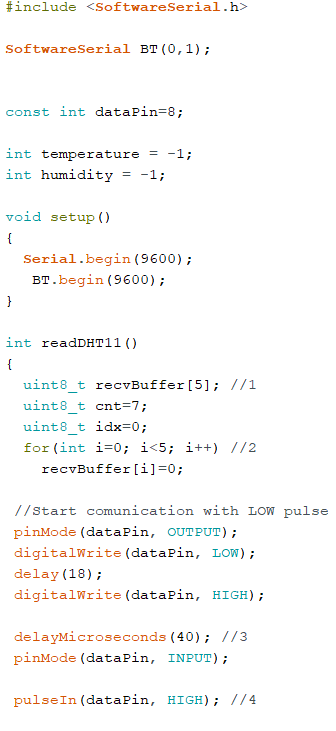 #include <SoftwareSerial.h>
SoftwareSerial BT(0,1);
const int dataPin=8;
int temperature = -1;
int humidity = -1;
void setup()
{
  Serial.begin(9600);
   BT.begin(9600);
}
int readDHT11()
{
  uint8_t recvBuffer[5]; //1
  uint8_t cnt=7;
  uint8_t idx=0;
  for(int i=0; i<5; i++) //2
    recvBuffer[i]=0;
 //Start comunication with LOW pulse
 pinMode(dataPin, OUTPUT);
 digitalWrite(dataPin, LOW);
 delay(18);
 digitalWrite(dataPin, HIGH);
 delayMicroseconds(40); //3
 pinMode(dataPin, INPUT);
 pulseIn(dataPin, HIGH); //4